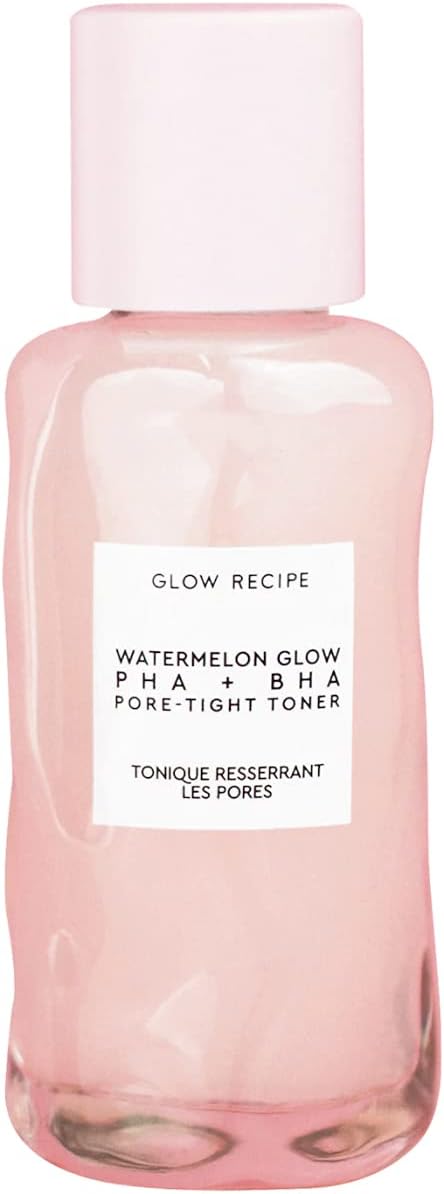 GLOW RECIPE
WATERMELON GLOW
PHA + BHA
PORE-TIGHT TONER
TONIQUE RESSERRANT
LES PORES